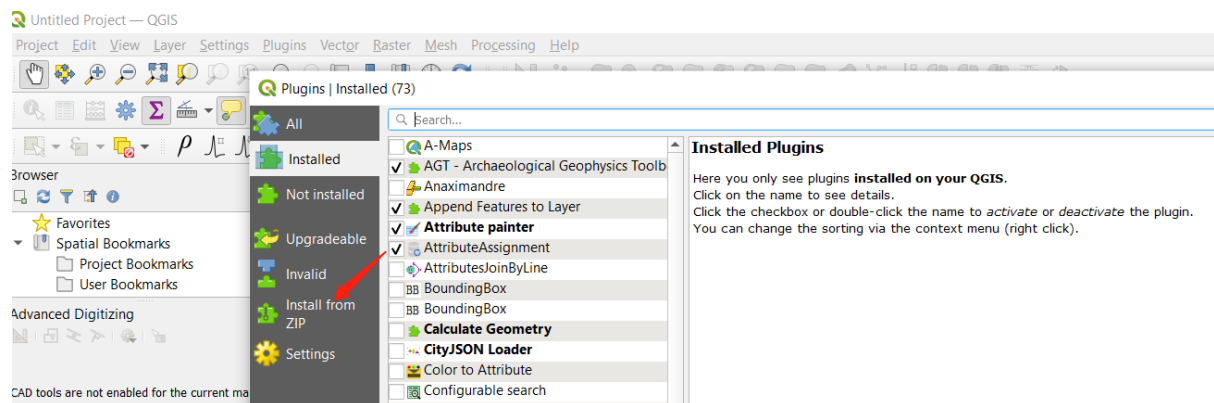 Untitled Project — QGIS
Project Edit View Layer Settings Plugins Vector Raster Mesh Processing Help
Plugins | Installed (73)
All
Installed
Not installed
Upgradeable
Invalid
Install from
ZIP
Settings
Search...
A-Maps
AGT - Archaeological Geophysics Toolb
Anaximandre
Append Features to Layer
Attribute painter
AttributeAssignment
AttributesJoinByLine
BB BoundingBox
BB BoundingBox
Calculate Geometry
CityJSON Loader
Color to Attribute
Configurable search
Installed Plugins
Here you only see plugins installed on your QGIS.
Click on the name to see details.
Click the checkbox or double-click the name to activate or deactivate the plugin.
You can change the sorting via the context menu (right click).
Browser
Favorites
Spatial Bookmarks
Project Bookmarks
User Bookmarks
Advanced Digitizing
CAD tools are not enabled for the current ma